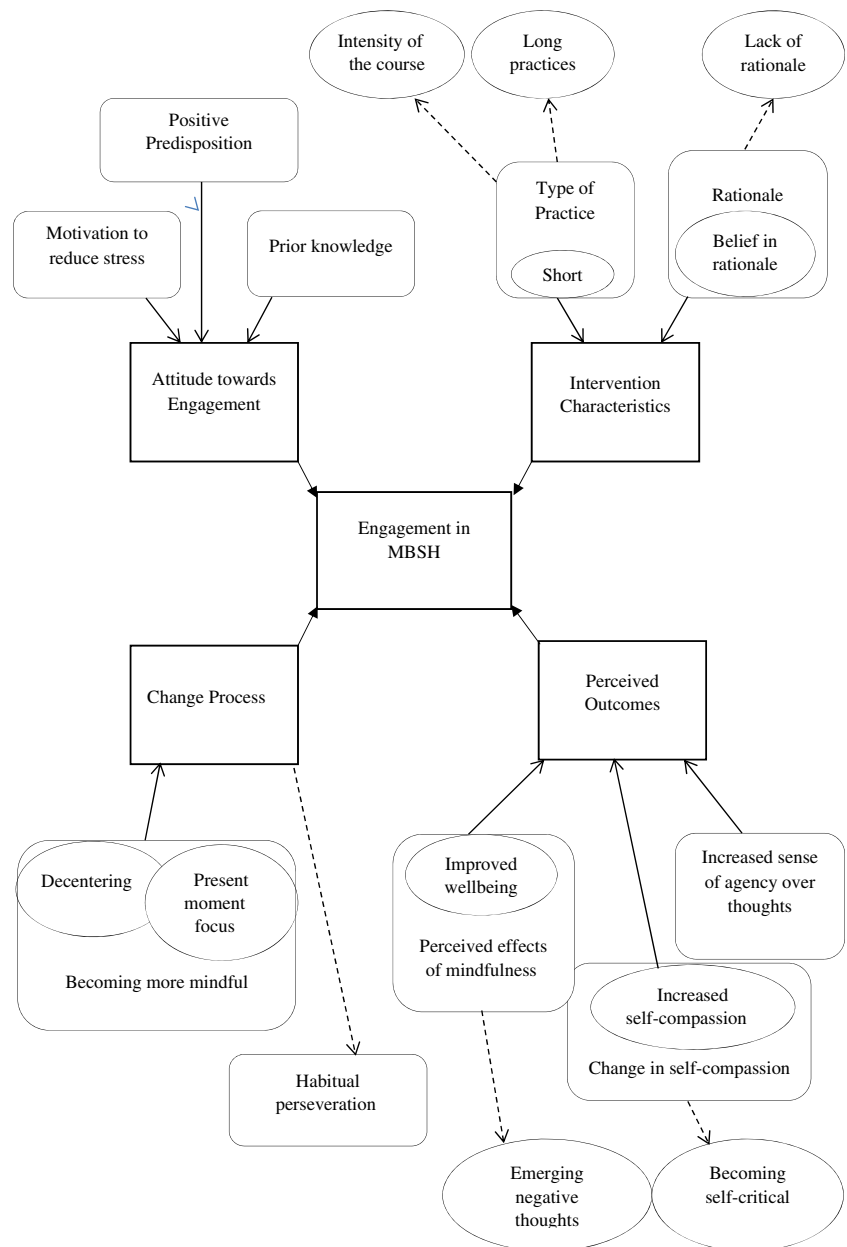 Intensity of
the course
Long
practices
Lack of
rationale
Positive
Predisposition
Type of
Practice
Rationale
Motivation to
reduce stress
Prior knowledge
Belief in
rationale
Short
Attitude towards
Engagement
Intervention
Characteristics
Engagement in
MBSH
Change Process
Perceived
Outcomes
Decentering
Present
moment
focus
Becoming more mindful
Improved
wellbeing
Perceived effects
of mindfulness
Increased sense
of agency over
thoughts
Increased
self-compassion
Change in self-compassion
Habitual
perseveration
Emerging
negative
thoughts
Becoming
self-critical